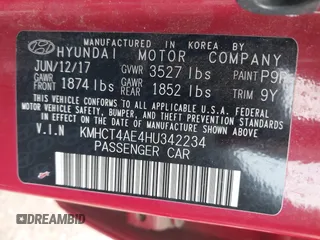 MANUFACTURED IN KOREA
HYUNDAI MOTOR COMPANY
JUN/12/17 GVWR 3527 lbs PAINT P9R
GAWR FRONT 1874 lbs GAWR REAR 1852 lbs TRIM 9Y
THIS VEHICLE CONFORMS TO ALL APPLICABLE U.S. FEDERAL
MOTOR VEHICLE SAFETY, BUMPER, AND THEFT PREVENTION
STANDARDS IN EFFECT ON THE DATE OF MANUFACTURE SHOWN ABOVE.
V.I.N KMHCT4AE4HU342234
PASSENGER CAR
DREAMBID